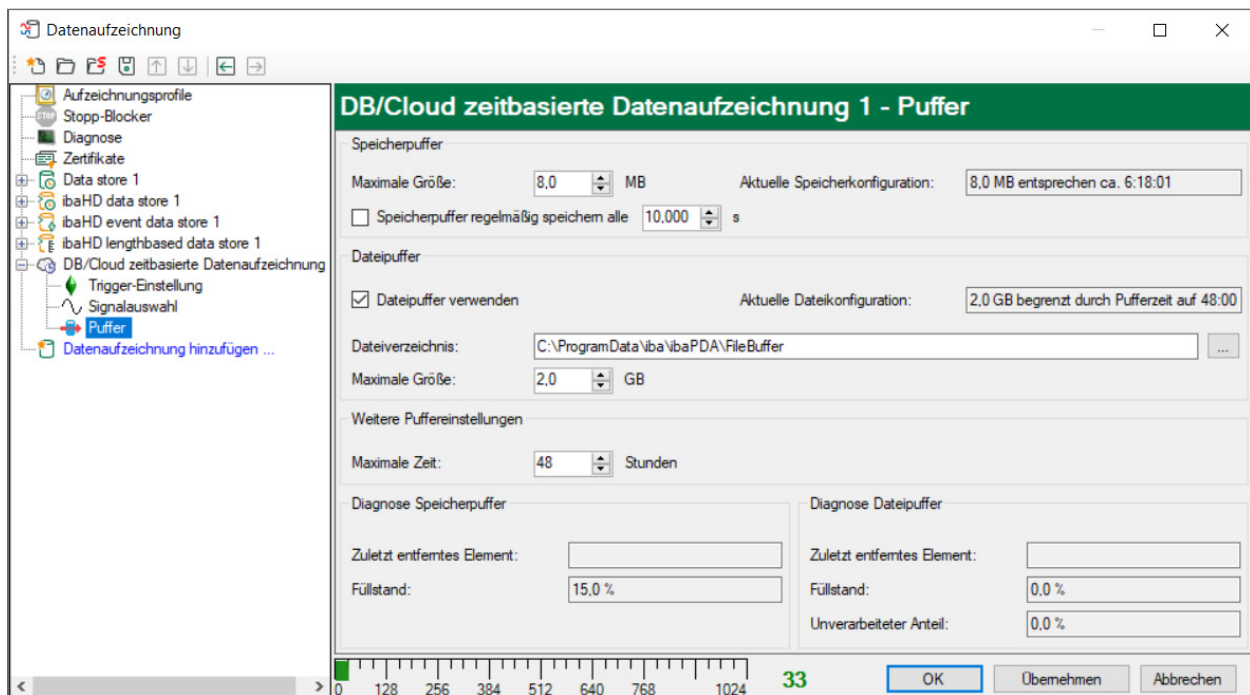 Datenaufzeichnung
Aufzeichnungsprofile
STOP Stopp-Blocker
Diagnose
Zertifikate
Data store 1
ibaHD data store 1
ibaHD event data store 1
ibaHD lengthbased data store 1
DB/Cloud zeitbasierte Datenaufzeichnung
Trigger-Einstellung
Signalauswahl
Puffer
Datenaufzeichnung hinzufügen ...
DB/Cloud zeitbasierte Datenaufzeichnung 1 - Puffer
Speicherpuffer
Maximale Größe: 8,0 MB Aktuelle Speicherkonfiguration: 8,0 MB entsprechen ca. 6:18:01
Speicherpuffer regelmäßig speichern alle 10,000 s
Dateipuffer
Dateipuffer verwenden Aktuelle Dateikonfiguration: 2,0 GB begrenzt durch Pufferzeit auf 48:00
Dateiverzeichnis: C:\ProgramData\iba\ibaPDA\FileBuffer ...
Maximale Größe: 2,0 GB
Weitere Puffereinstellungen
Maximale Zeit: 48 Stunden
Diagnose Speicherpuffer
Zuletzt entferntes Element:
Füllstand: 15,0 %
Diagnose Dateipuffer
Zuletzt entferntes Element:
Füllstand: 0,0 %
Unverarbeiteter Anteil: 0,0 %
0 128 256 384 512 640 768 1024 33 OK Übernehmen Abbrechen